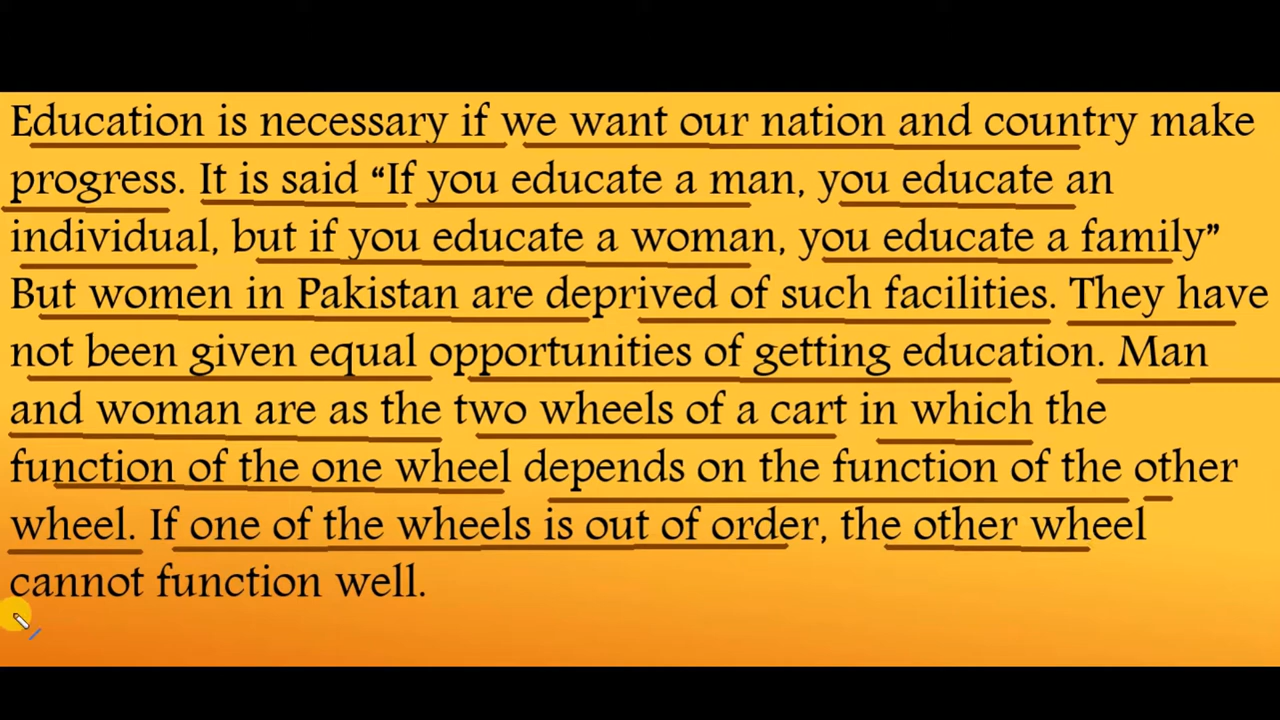 Education is necessary if we want our nation and country make
progress. It is said “If you educate a man, you educate an
individual, but if you educate a woman, you educate a family”
But women in Pakistan are deprived of such facilities. They have
not been given equal opportunities of getting education. Man
and woman are as the two wheels of a cart in which the
function of the one wheel depends on the function of the other
wheel. If one of the wheels is out of order, the other wheel
cannot function well.